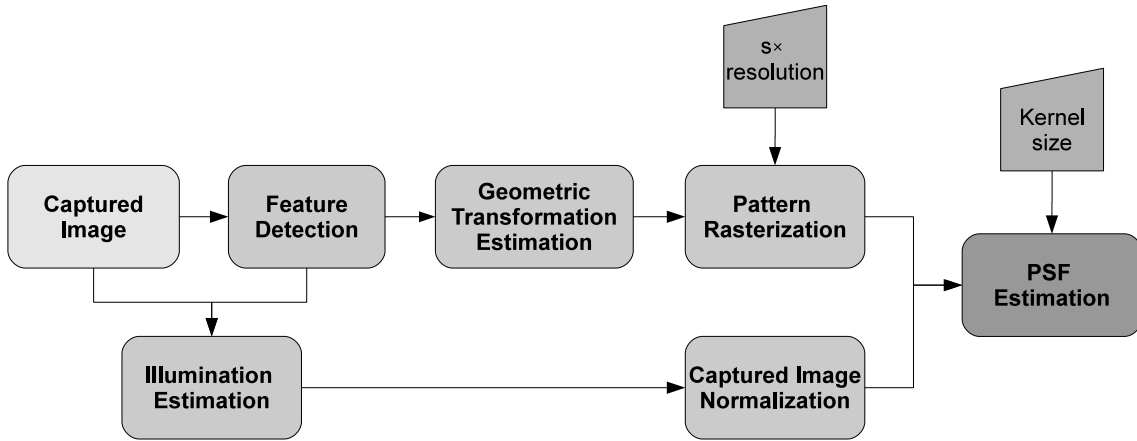 s×
resolution
Kernel
size
Captured
Image
Feature
Detection
Geometric
Transformation
Estimation
Pattern
Rasterization
PSF
Estimation
Illumination
Estimation
Captured Image
Normalization